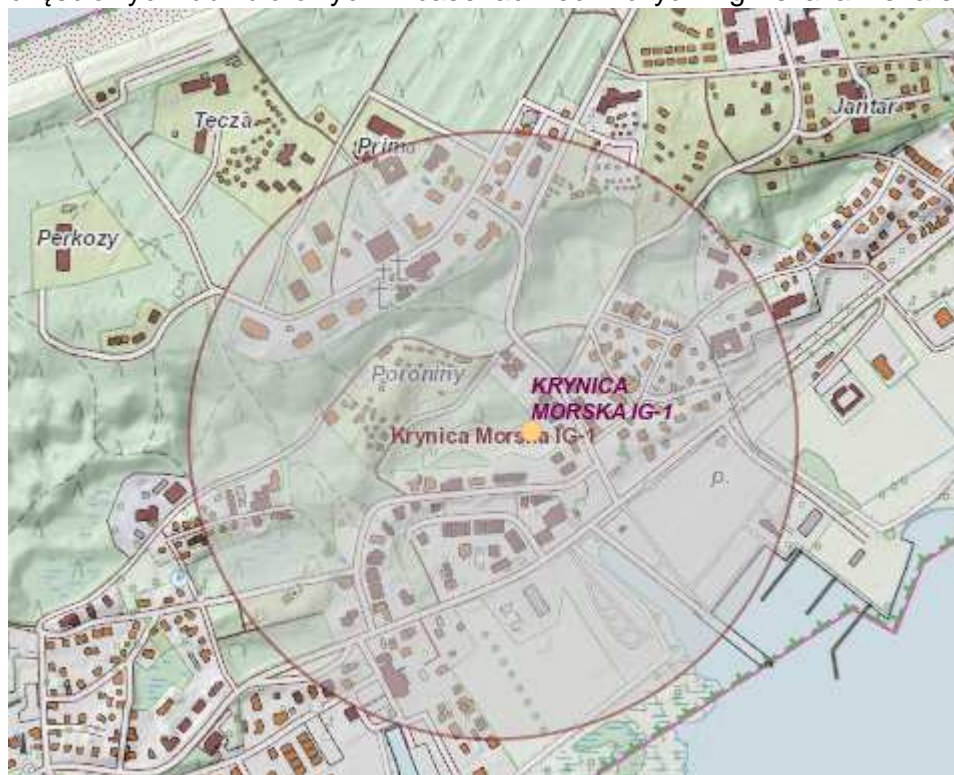 Tęcza
Prima
Jantar
Perkozy
Poroniny
KRYNICA
MORSKA IG-1
Krynica Morska IG-1
p.